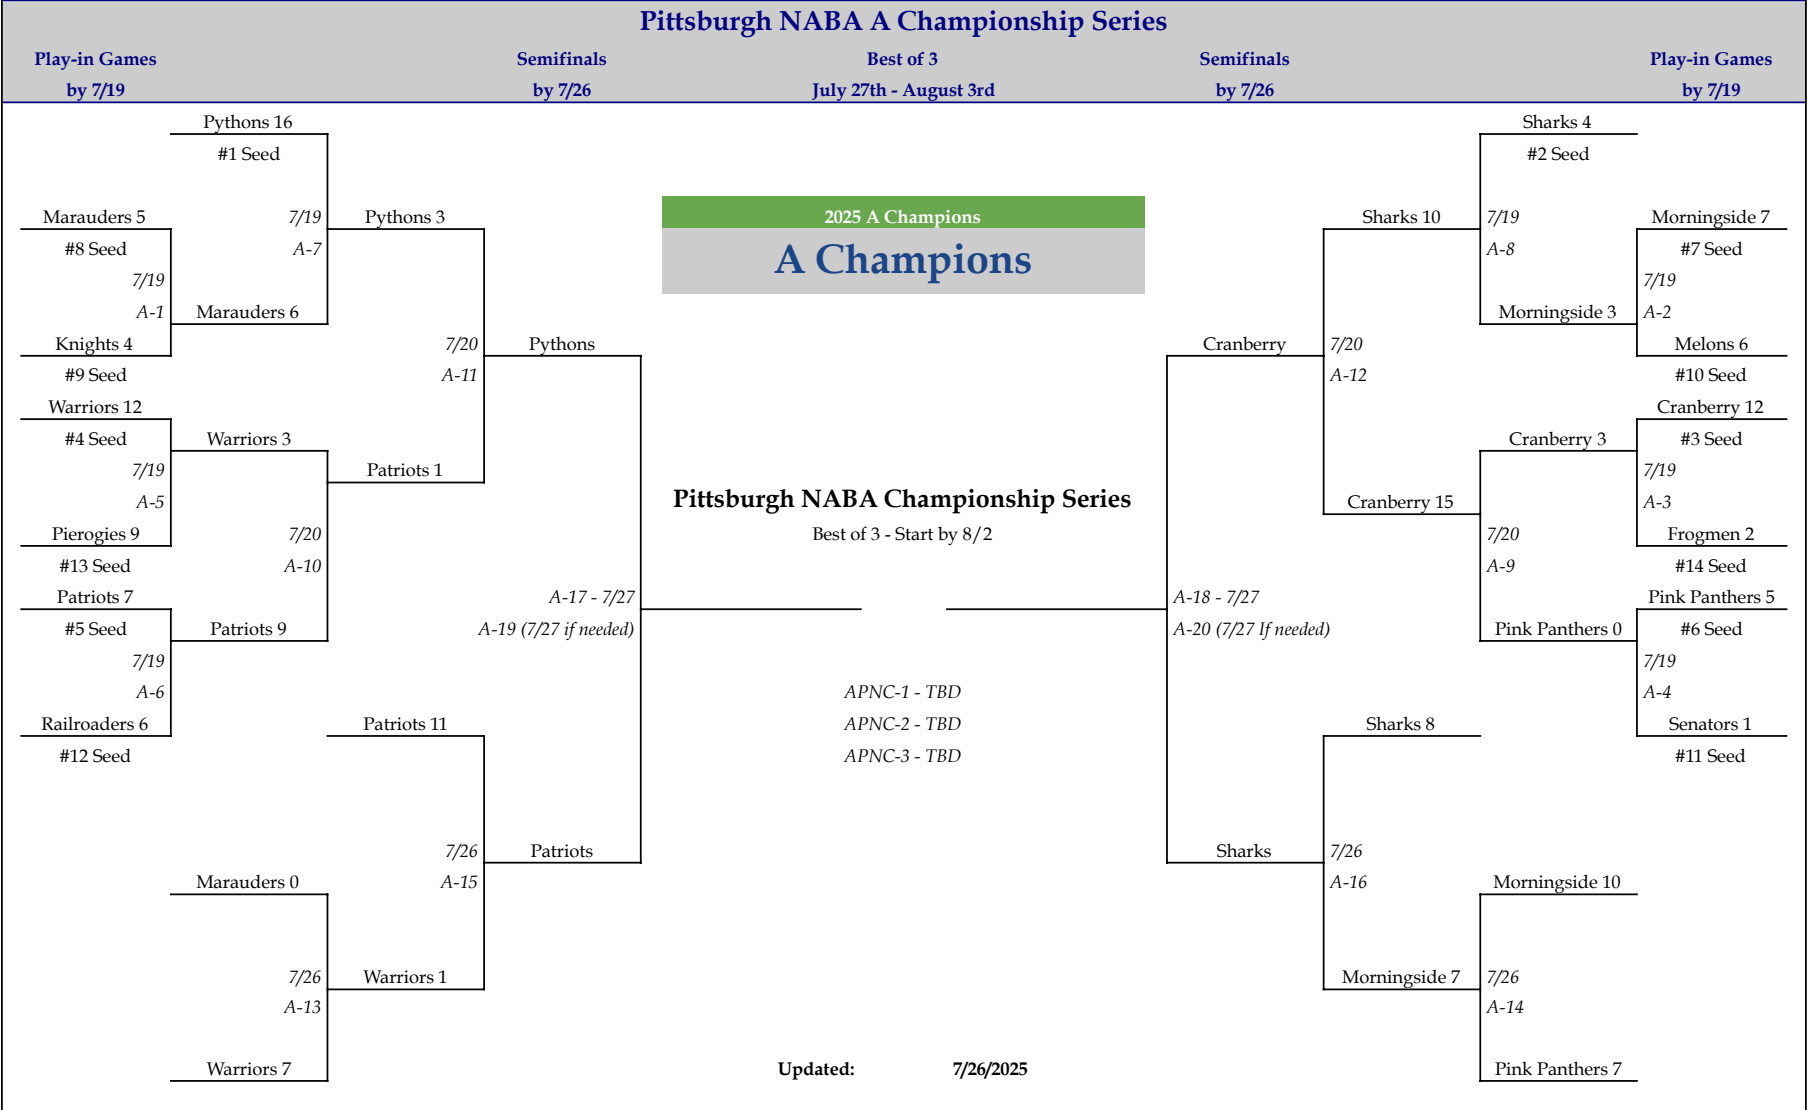 Pittsburgh NABA A Championship Series
Play-in Games Semifinals Best of 3 Semifinals Play-in Games
by 7/19 by 7/26 July 27th - August 3rd by 7/26 by 7/19
Pythons 16 Sharks 4
#1 Seed #2 Seed
Marauders 5 7/19 Pythons 3 2025 A Champions Sharks 10 7/19 Morningside 7
#8 Seed A-7 A Champions A-8 #7 Seed
7/19 7/19
A-1 Marauders 6 Morningside 3 A-2
Knights 4 7/20 Pythons Cranberry 7/20 Melons 6
#9 Seed A-11 A-12 #10 Seed
Warriors 12 Cranberry 12
#4 Seed Warriors 3 Cranberry 3 #3 Seed
7/19 Patriots 1 7/19
A-5 Pittsburgh NABA Championship Series Cranberry 15 A-3
Pierogies 9 7/20 Best of 3 - Start by 8/2 7/20 Frogmen 2
#13 Seed A-10 A-9 #14 Seed
Patriots 7 A-17 - 7/27 A-18 - 7/27 Pink Panthers 5
#5 Seed Patriots 9 A-19 (7/27 if needed) A-20 (7/27 If needed) Pink Panthers 0 #6 Seed
7/19 7/19
A-6 APNC-1 - TBD A-4
Railroaders 6 Patriots 11 APNC-2 - TBD Sharks 8 Senators 1
#12 Seed APNC-3 - TBD #11 Seed
7/26 Patriots Sharks 7/26
Marauders 0 A-15 A-16 Morningside 10
7/26 Warriors 1 Morningside 7 7/26
A-13 A-14
Warriors 7 Updated: 7/26/2025 Pink Panthers 7